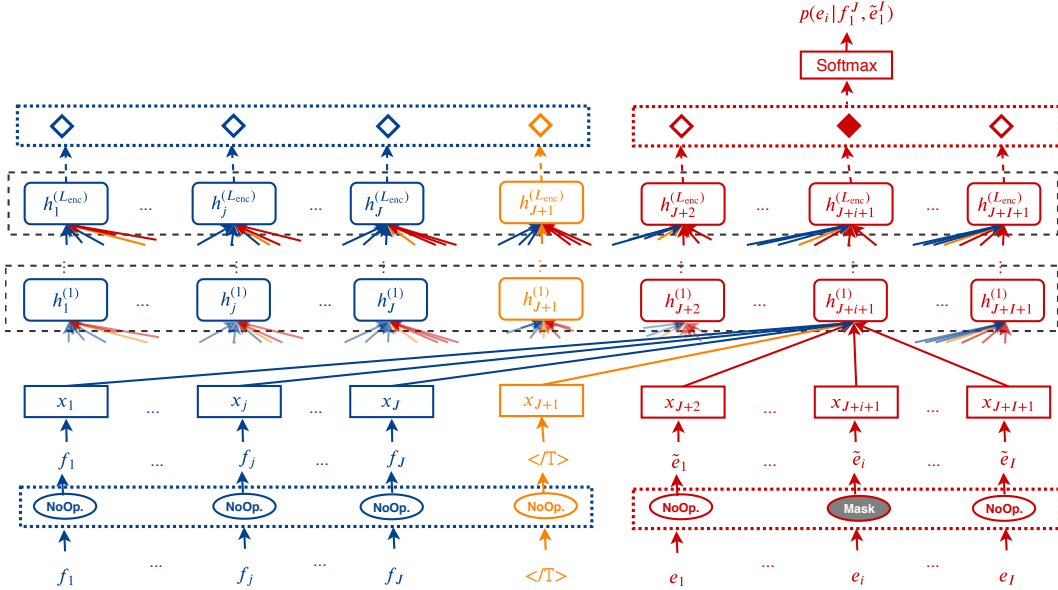 p(e_i|f_1^J, ẽ_1^I)
Softmax
h_1^{(L_enc)} ... h_j^{(L_enc)} ... h_J^{(L_enc)} h_{J+1}^{(L_enc)} h_{J+2}^{(L_enc)} ... h_{J+i+1}^{(L_enc)} ... h_{J+I+1}^{(L_enc)}
h_1^{(1)} ... h_j^{(1)} ... h_J^{(1)} h_{J+1}^{(1)} h_{J+2}^{(1)} ... h_{J+i+1}^{(1)} ... h_{J+I+1}^{(1)}
x_1 ... x_j ... x_J x_{J+1} x_{J+2} ... x_{J+i+1} ... x_{J+I+1}
f_1 ... f_j ... f_J </T> ẽ_1 ... ẽ_i ... ẽ_I
NoOp. NoOp. NoOp. NoOp. NoOp. Mask NoOp.
f_1 ... f_j ... f_J </T> e_1 ... e_i ... e_I